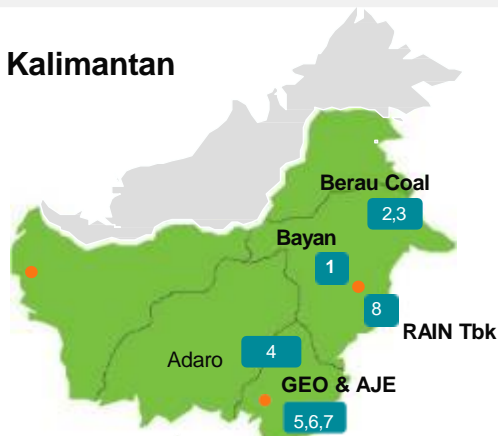 Kalimantan
Berau Coal
2,3
Bayan
1
8
RAIN Tbk
4
Adaro
GEO & AJE
5,6,7